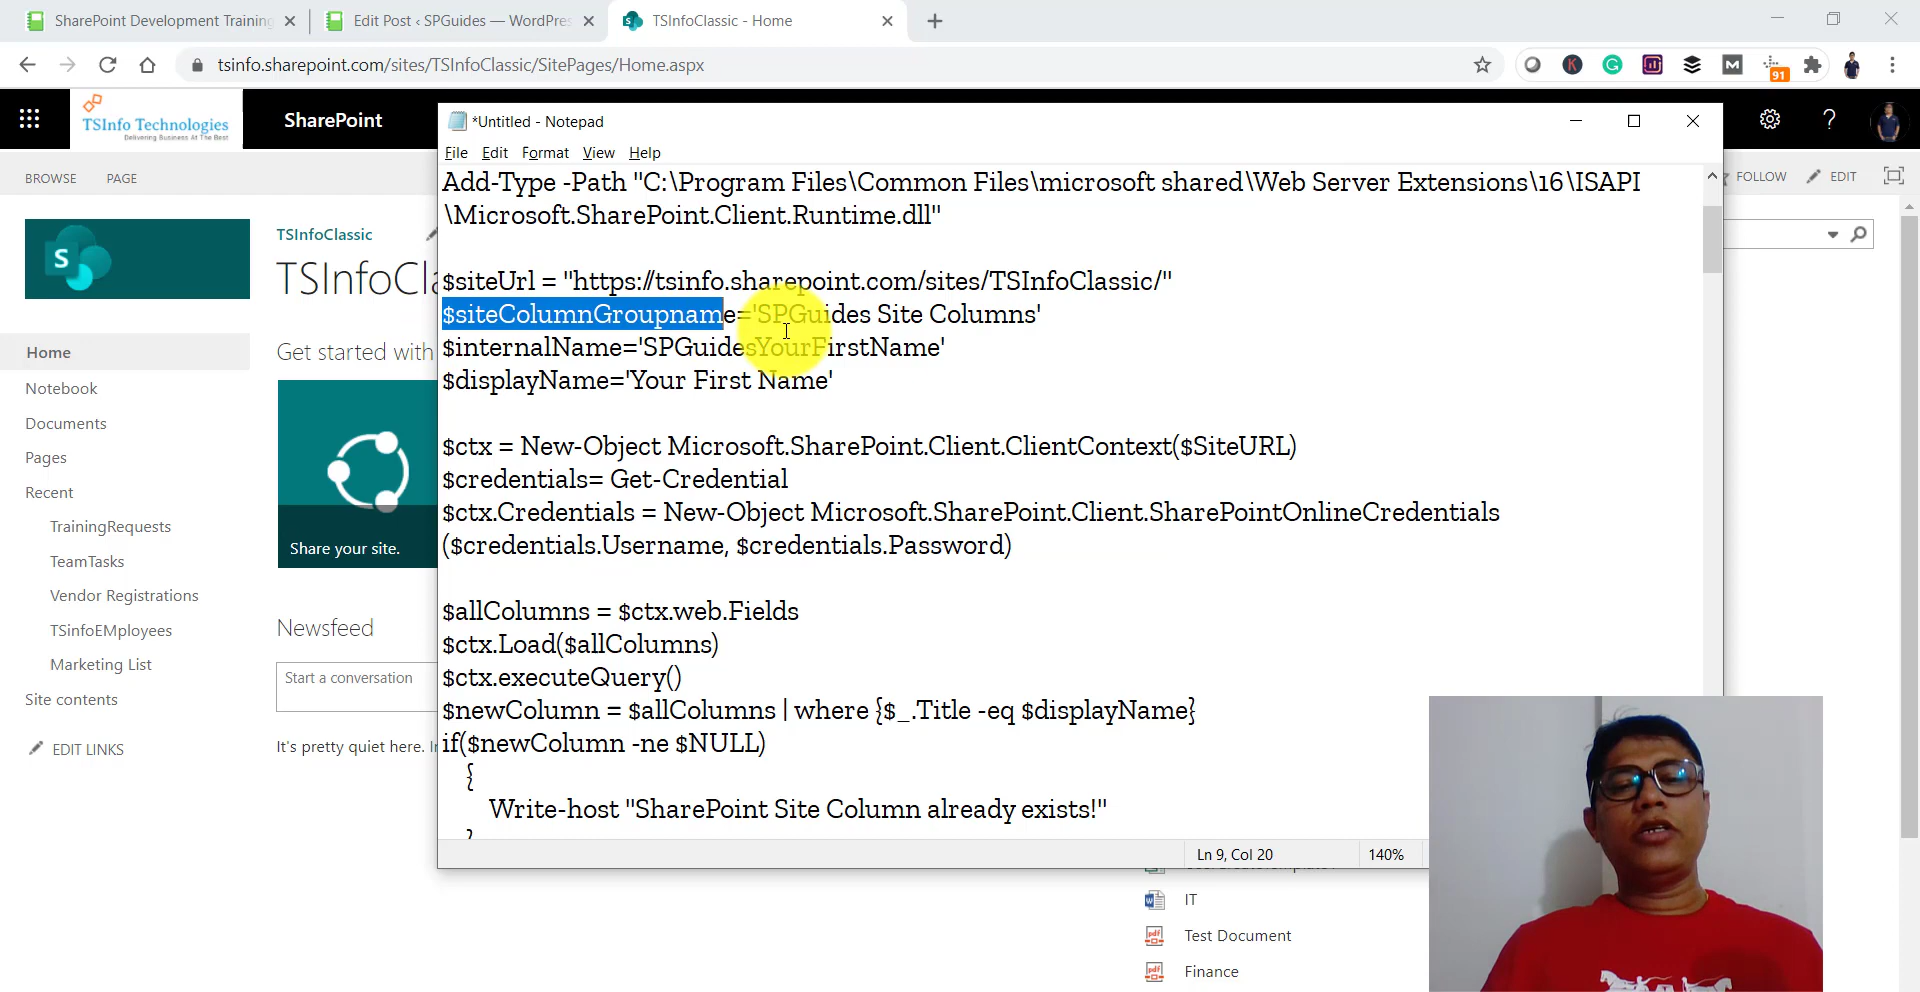 SharePoint Development Training
Edit Post ‹ SPGuides — WordPres
TSInfoClassic - Home
tsinfo.sharepoint.com/sites/TSInfoClassic/SitePages/Home.aspx
91
TSInfo Technologies
Delivering Business At The Best
SharePoint
*Untitled - Notepad
BROWSE
PAGE
File Edit Format View Help
FOLLOW
EDIT
Add-Type -Path "C:\Program Files\Common Files\microsoft shared\Web Server Extensions\16\ISAPI
\Microsoft.SharePoint.Client.Runtime.dll"
$siteUrl = "https://tsinfo.sharepoint.com/sites/TSInfoClassic/"
$siteColumnGroupname='SPGuides Site Columns'
$internalName='SPGuidesYourFirstName'
$displayName='Your First Name'
$ctx = New-Object Microsoft.SharePoint.Client.ClientContext($SiteURL)
$credentials= Get-Credential
$ctx.Credentials = New-Object Microsoft.SharePoint.Client.SharePointOnlineCredentials
($credentials.Username, $credentials.Password)
$allColumns = $ctx.web.Fields
$ctx.Load($allColumns)
$ctx.executeQuery()
$newColumn = $allColumns | where {$_.Title -eq $displayName}
if($newColumn -ne $NULL)
{
Write-host "SharePoint Site Column already exists!"
Ln 9, Col 20
140%
S
TSInfoClassic
TSInfoCl
Home
Notebook
Documents
Pages
Recent
TrainingRequests
TeamTasks
Vendor Registrations
TSinfoEMployees
Marketing List
Site contents
EDIT LINKS
Get started with
Share your site.
Newsfeed
Start a conversation
It's pretty quiet here.
IT
Test Document
Finance